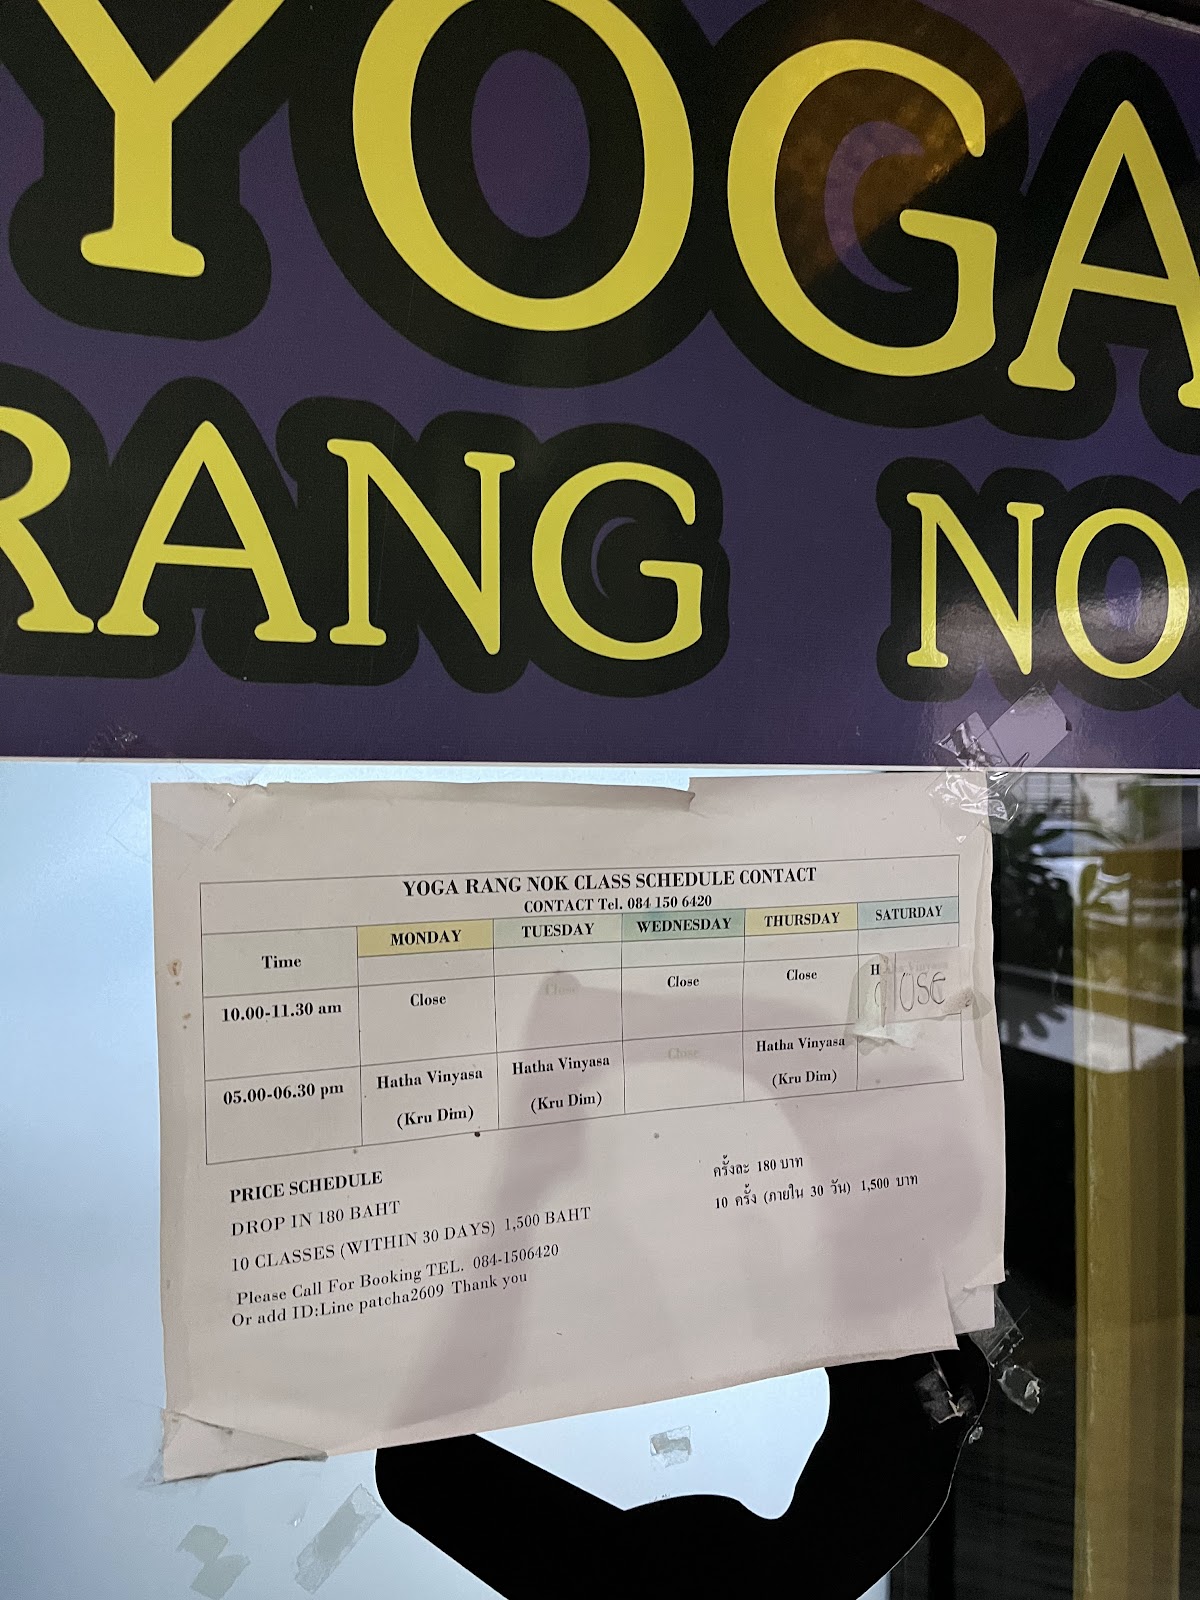 YOGA
RANG NO
YOGA RANG NOK CLASS SCHEDULE CONTACT
CONTACT Tel. 084 150 6420
Time MONDAY TUESDAY WEDNESDAY THURSDAY SATURDAY
10.00-11.30 am Close Close Close Close H close
05.00-06.30 pm Hatha Vinyasa Hatha Vinyasa Close Hatha Vinyasa
(Kru Dim) (Kru Dim) (Kru Dim)
PRICE SCHEDULE
DROP IN 180 BAHT ครั้งละ 180 บาท
10 CLASSES (WITHIN 30 DAYS) 1,500 BAHT 10 ครั้ง (ภายใน 30 วัน) 1,500 บาท
Please Call For Booking TEL. 084-1506420
Or add ID:Line patcha2609 Thank you